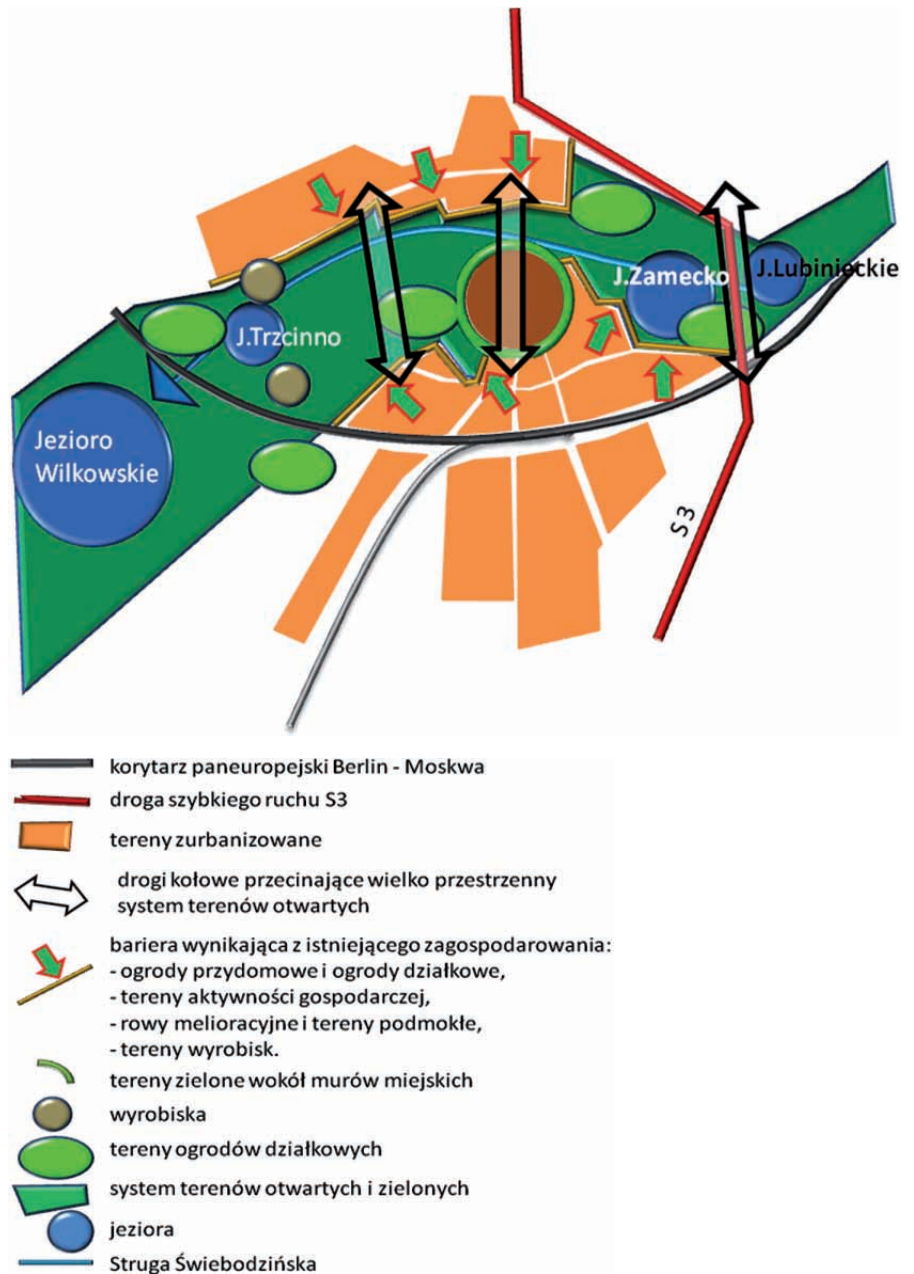 J.Zamecko
J.Lubinieckie
J.Trzcinno
Jezioro
Wilkowskie
S 3
korytarz paneuropejski Berlin - Moskwa
droga szybkiego ruchu S3
tereny zurbanizowane
drogi kołowe przecinające wielko przestrzenny
system terenów otwartych
bariera wynikająca z istniejącego zagospodarowania:
- ogrody przydomowe i ogrody działkowe,
- tereny aktywności gospodarczej,
- rowy melioracyjne i tereny podmokłe,
- tereny wyrobisk.
tereny zielone wokół murów miejskich
wyrobiska
tereny ogrodów działkowych
system terenów otwartych i zielonych
jeziora
Struga Świebodzińska